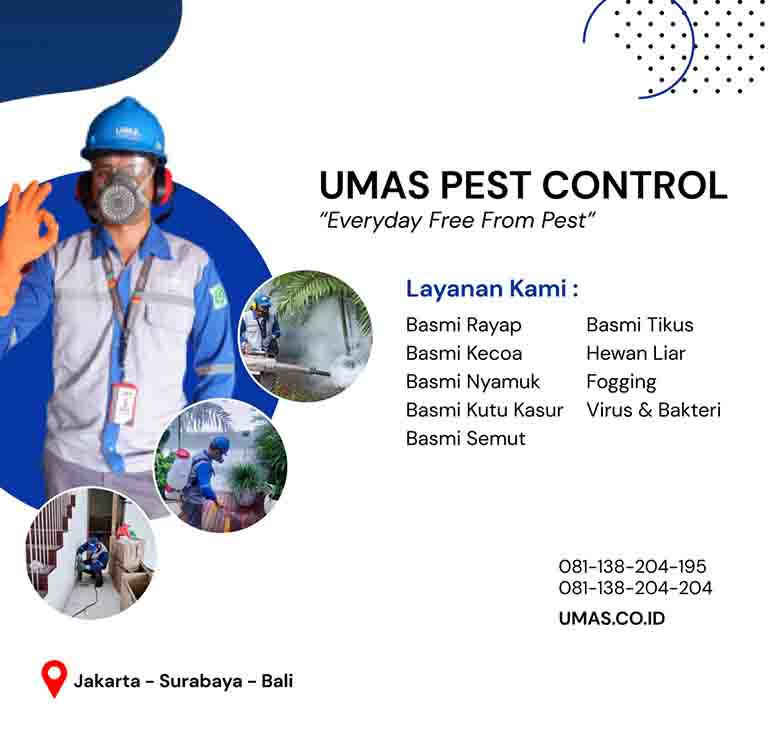 UMAS
UMAS PEST CONTROL
“Everyday Free From Pest”
Layanan Kami :
Basmi Rayap
Basmi Kecoa
Basmi Nyamuk
Basmi Kutu Kasur
Basmi Semut
Basmi Tikus
Hewan Liar
Fogging
Virus & Bakteri
081-138-204-195
081-138-204-204
UMAS.CO.ID
Jakarta - Surabaya - Bali